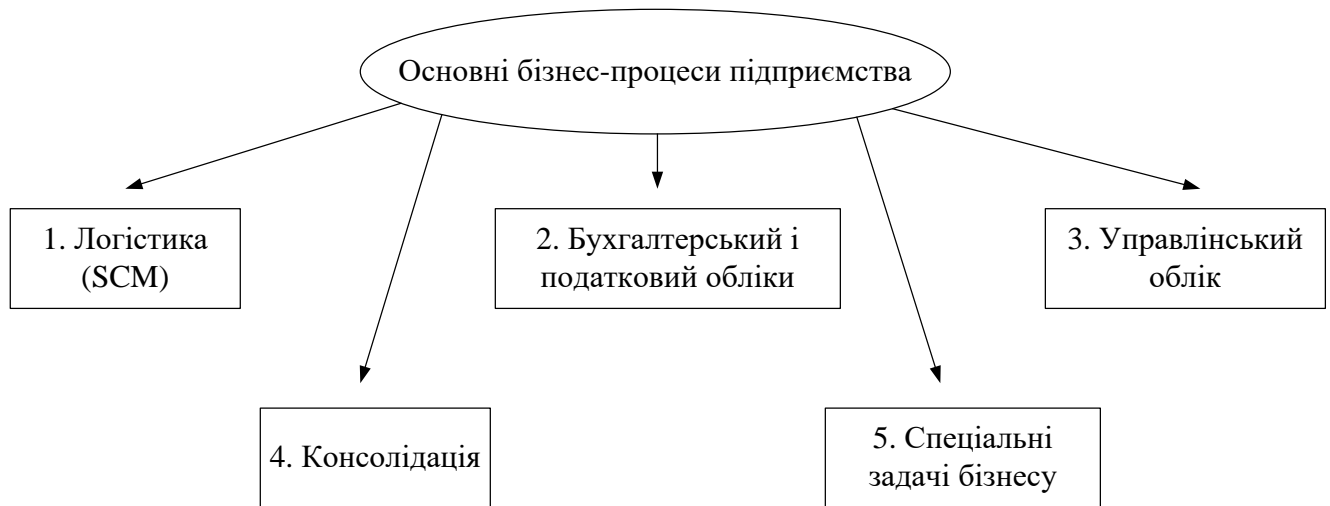 Основні бізнес-процеси підприємства
1. Логістика
(SCM)
2. Бухгалтерський і
податковий обліки
3. Управлінський
облік
4. Консолідація
5. Спеціальні
задачі бізнесу